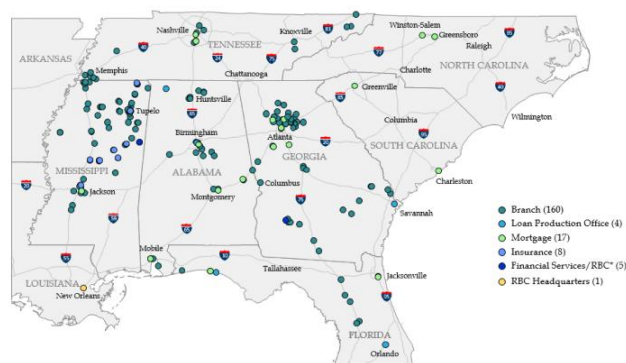 Nashville
Knoxville
Winston-Salem
Greensboro
Raleigh
TENNESSEE
ARKANSAS
Memphis
Chattanooga
Charlotte
NORTH CAROLINA
Huntsville
Greenville
Wilmington
Tupelo
Columbia
Birmingham
Atlanta
SOUTH CAROLINA
GEORGIA
MISSISSIPPI
ALABAMA
Columbus
Charleston
Jackson
Montgomery
Savannah
Mobile
Tallahassee
Jacksonville
LOUISIANA
New Orleans
FLORIDA
Orlando
Branch (160)
Loan Production Office (4)
Mortgage (17)
Insurance (8)
Financial Services/RBC* (5)
RBC Headquarters (1)